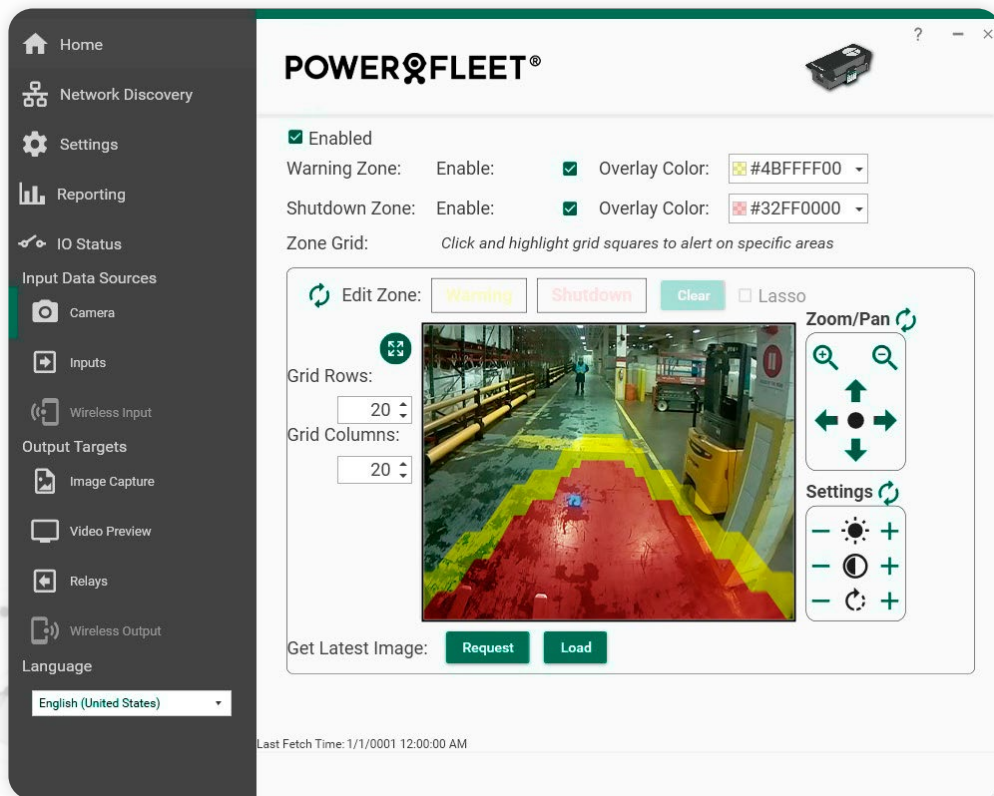 Home
Network Discovery
Settings
Reporting
IO Status
Input Data Sources
Camera
Inputs
Wireless Input
Output Targets
Image Capture
Video Preview
Relays
Wireless Output
Language
English (United States)
POWERFLEET®
Enabled
Warning Zone: Enable: Overlay Color: #4BFFFF00
Shutdown Zone: Enable: Overlay Color: #32FF0000
Zone Grid: Click and highlight grid squares to alert on specific areas
Edit Zone: Warning Shutdown Clear Lasso
Zoom/Pan
Grid Rows:
20
Grid Columns:
20
Settings
Get Latest Image: Request Load
Last Fetch Time: 1/1/0001 12:00:00 AM